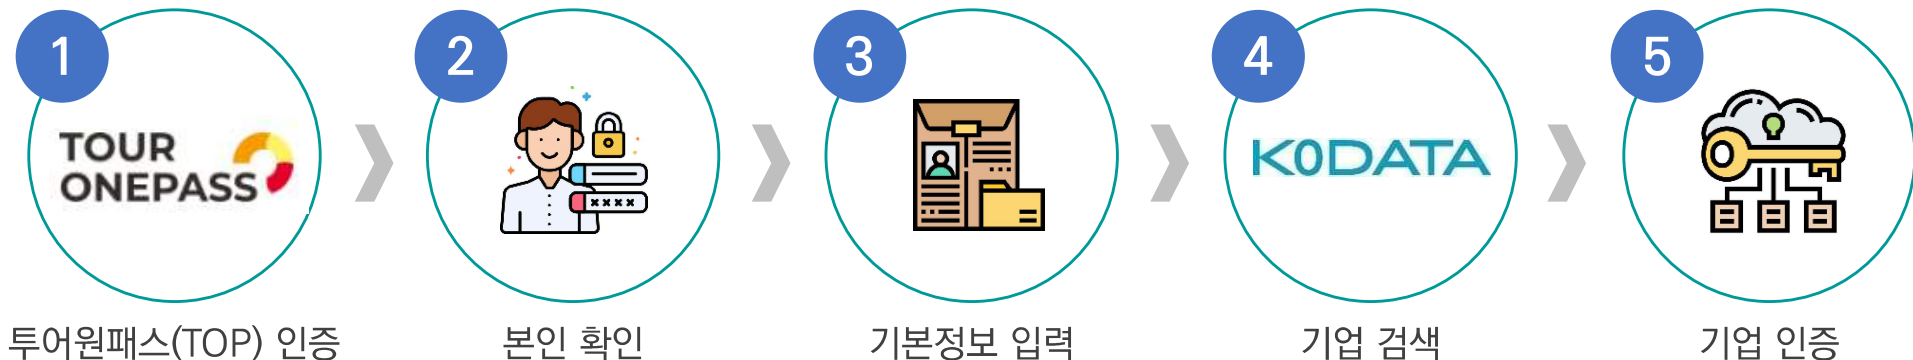 1
TOUR
ONEPASS
투어원패스(TOP) 인증
2
××××
본인 확인
3
기본정보 입력
4
KODATA
기업 검색
5
기업 인증